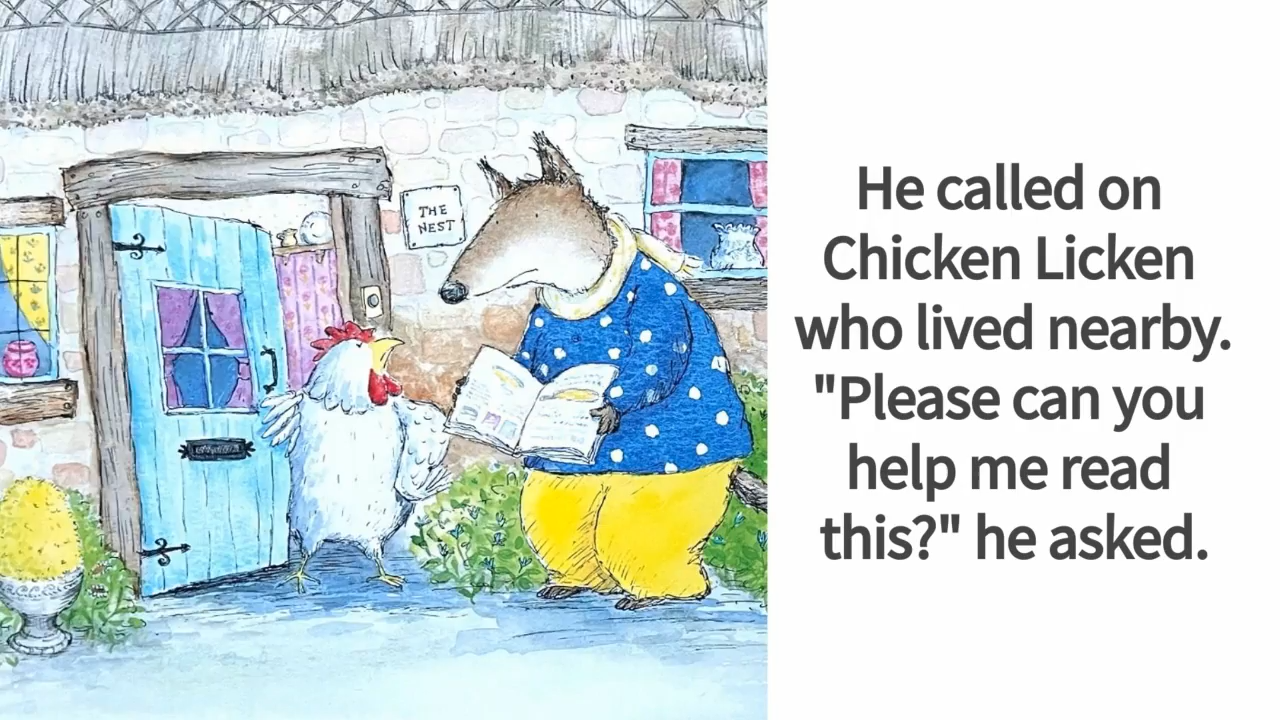 THE
NEST
He called on
Chicken Licken
who lived nearby.
"Please can you
help me read
this?" he asked.